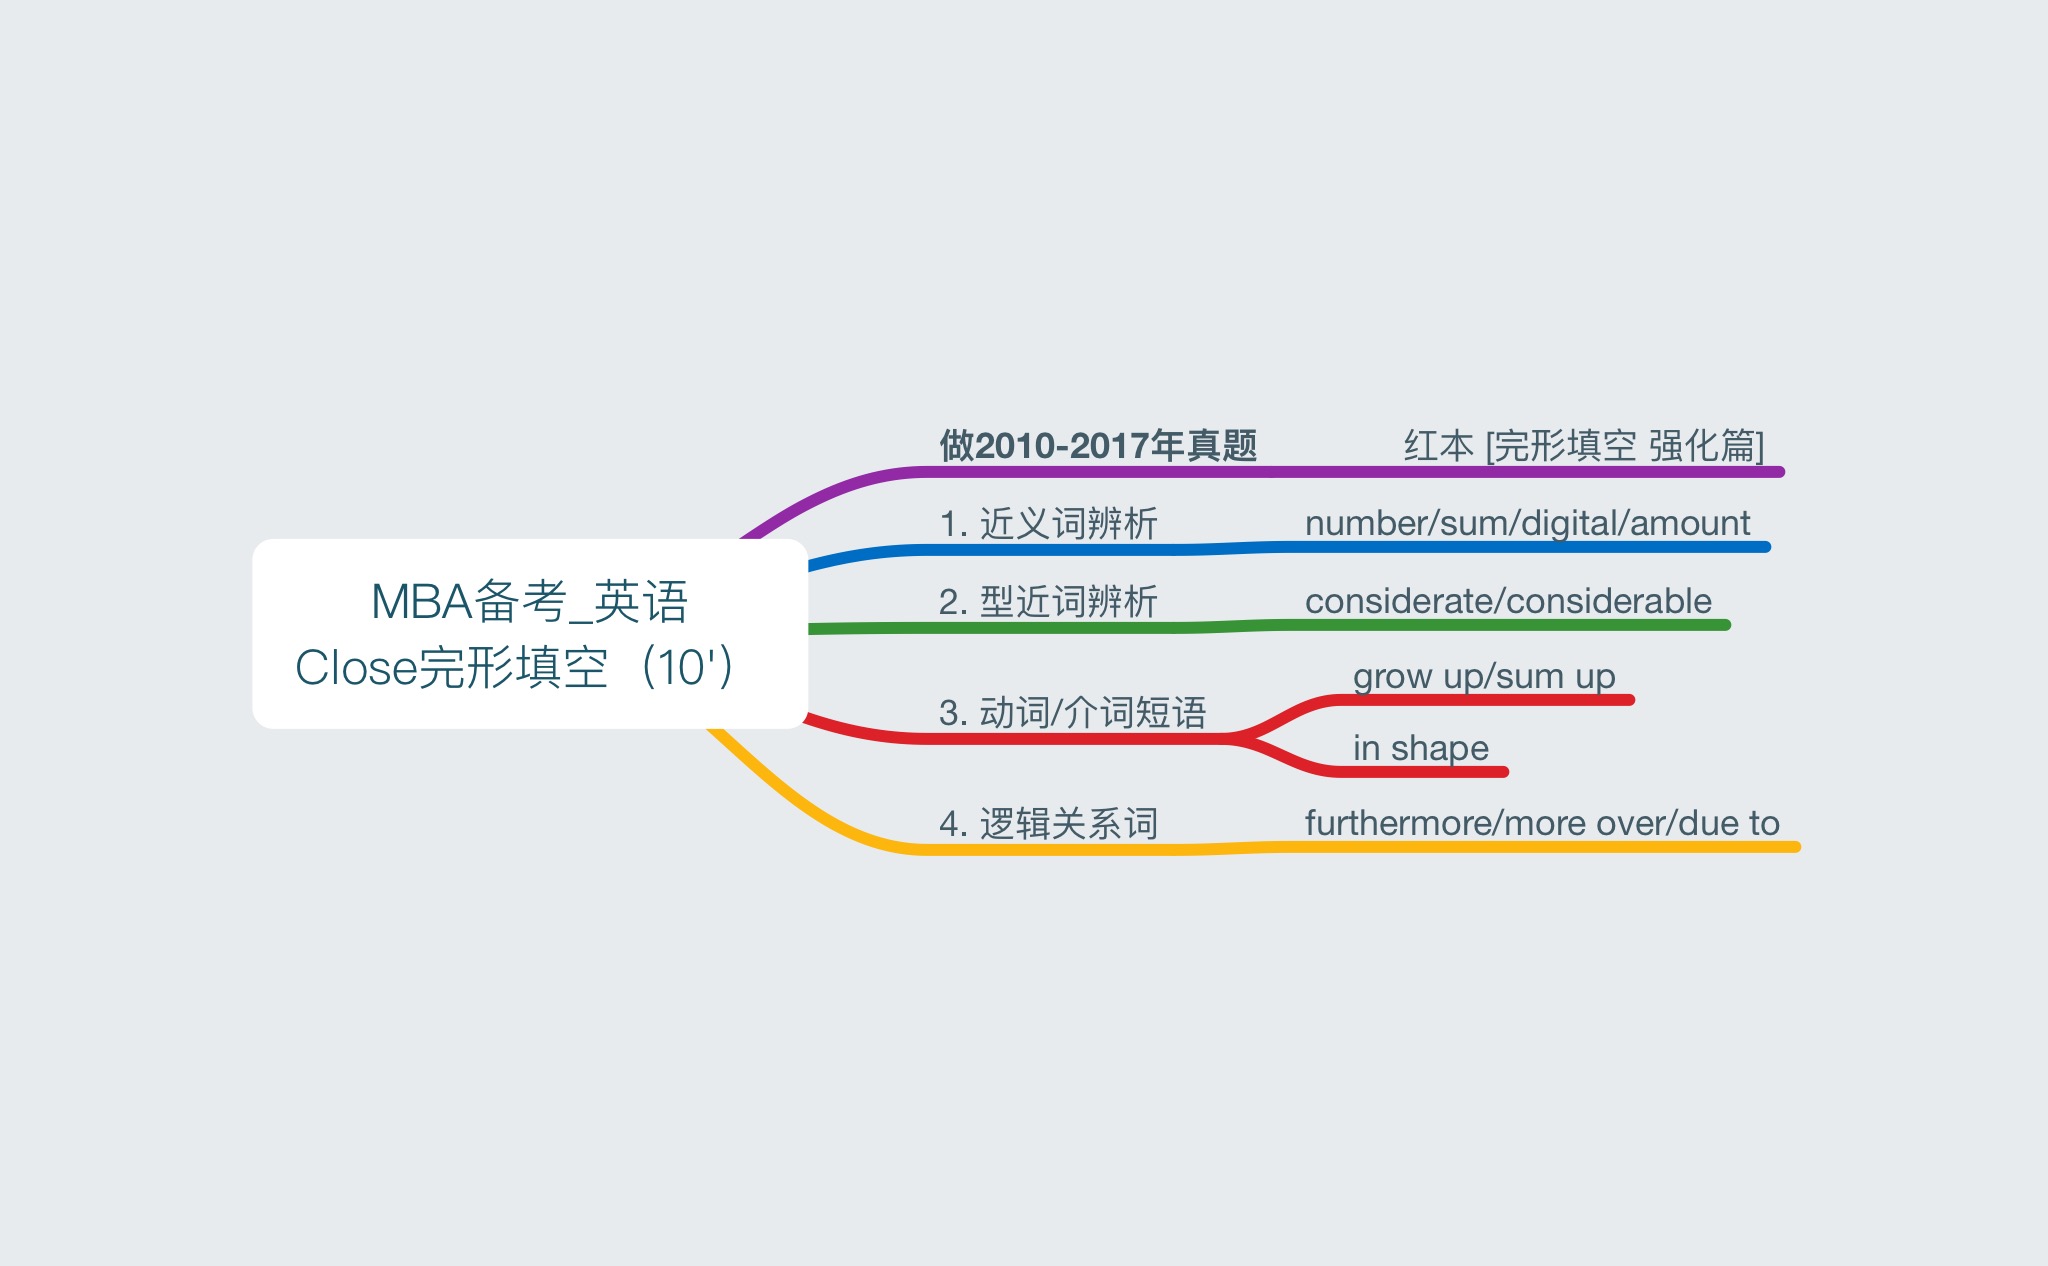 MBA备考_英语
Close完形填空（10'）
做2010-2017年真题
红本 [完形填空 强化篇]
1. 近义词辨析
number/sum/digital/amount
2. 型近词辨析
considerate/considerable
3. 动词/介词短语
grow up/sum up
in shape
4. 逻辑关系词
furthermore/more over/due to